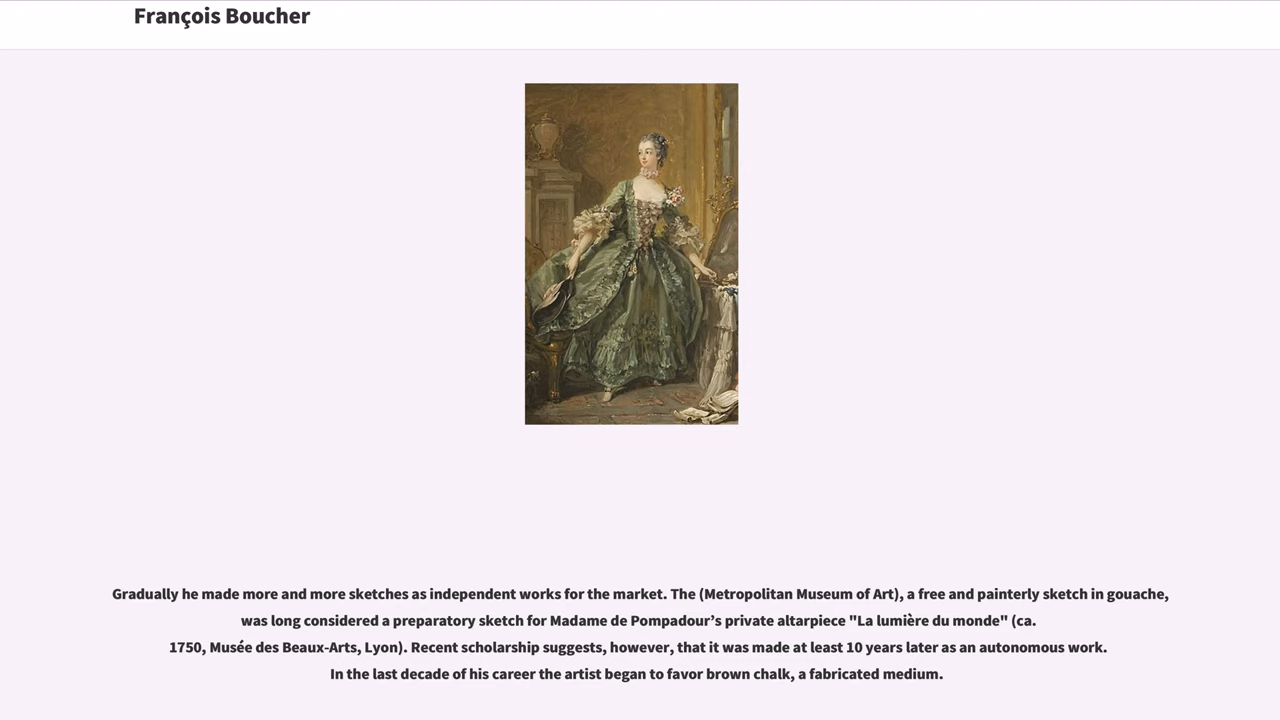 François Boucher
Gradually he made more and more sketches as independent works for the market. The (Metropolitan Museum of Art), a free and painterly sketch in gouache,
was long considered a preparatory sketch for Madame de Pompadour’s private altarpiece "La lumière du monde" (ca.
1750, Musée des Beaux-Arts, Lyon). Recent scholarship suggests, however, that it was made at least 10 years later as an autonomous work.
In the last decade of his career the artist began to favor brown chalk, a fabricated medium.